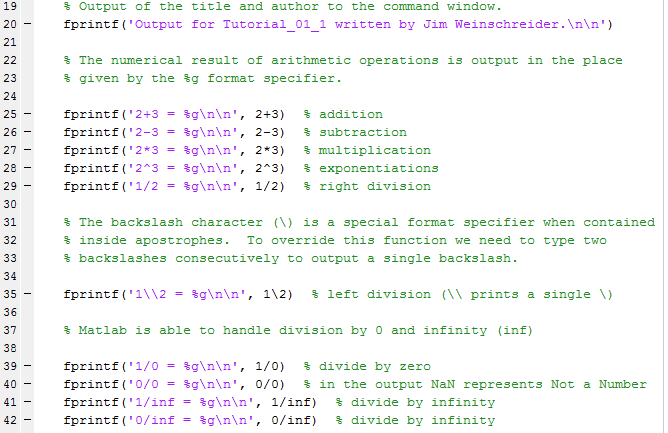 19 % Output of the title and author to the command window.
20 - fprintf('Output for Tutorial_01_1 written by Jim Weinschreider.\n\n')
21
22 % The numerical result of arithmetic operations is output in the place
23 % given by the %g format specifier.
24
25 - fprintf('2+3 = %g\n\n', 2+3) % addition
26 - fprintf('2-3 = %g\n\n', 2-3) % subtraction
27 - fprintf('2*3 = %g\n\n', 2*3) % multiplication
28 - fprintf('2^3 = %g\n\n', 2^3) % exponentiations
29 - fprintf('1/2 = %g\n\n', 1/2) % right division
30
31 % The backslash character (\) is a special format specifier when contained
32 % inside apostrophes.  To override this function we need to type two
33 % backslashes consecutively to output a single backslash.
34
35 - fprintf('1\\2 = %g\n\n', 1\2) % left division (\\ prints a single \)
36
37 % Matlab is able to handle division by 0 and infinity (inf)
38
39 - fprintf('1/0 = %g\n\n', 1/0) % divide by zero
40 - fprintf('0/0 = %g\n\n', 0/0) % in the output NaN represents Not a Number
41 - fprintf('1/inf = %g\n\n', 1/inf) % divide by infinity
42 - fprintf('0/inf = %g\n\n', 0/inf) % divide by infinity